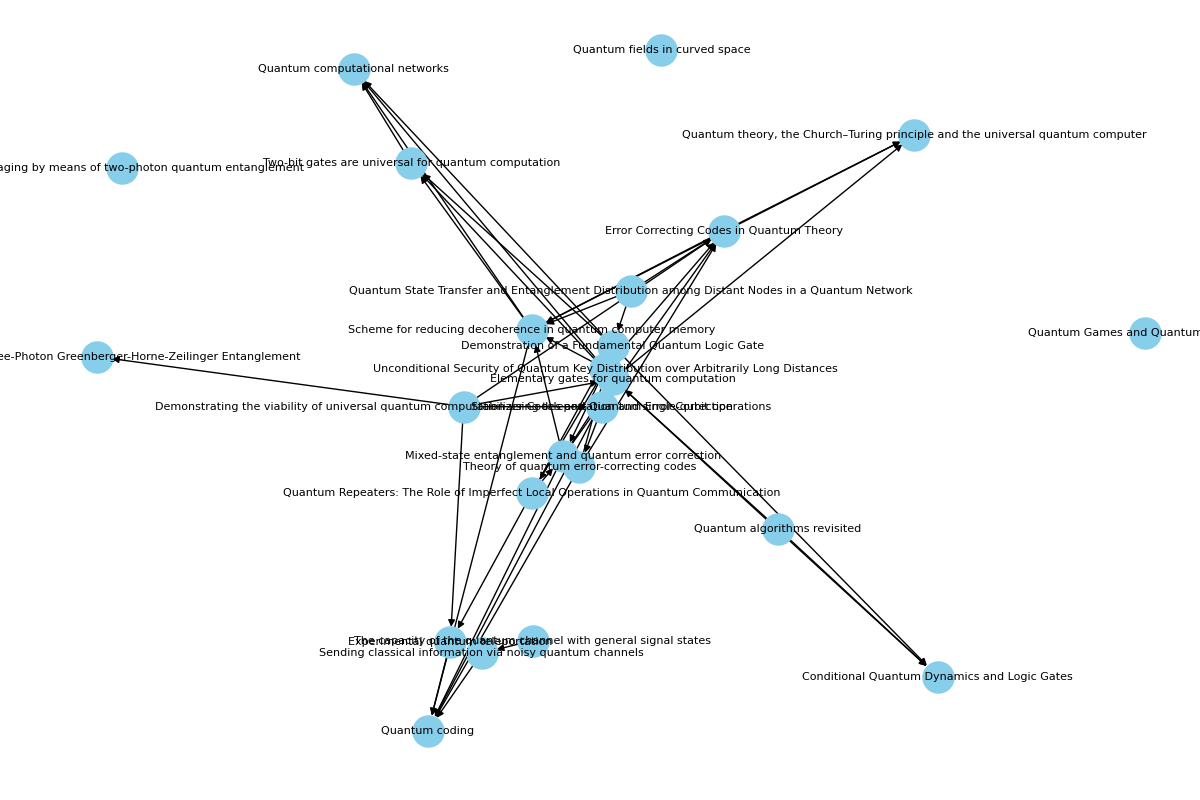 Quantum fields in curved space
Quantum computational networks
Quantum theory, the Church–Turing principle and the universal quantum computer
Two-bit gates are universal for quantum computation
aging by means of two-photon quantum entanglement
Error Correcting Codes in Quantum Theory
Quantum State Transfer and Entanglement Distribution among Distant Nodes in a Quantum Network
Scheme for reducing decoherence in quantum computer memory
Quantum Games and Quantum
Demonstration of a Fundamental Quantum Logic Gate
ee-Photon Greenberger-Horne-Zeilinger Entanglement
Unconditional Security of Quantum Key Distribution over Arbitrarily Long Distances
Elementary gates for quantum computation
Demonstrating the viability of universal quantum computation using teleportation and single-qubit operations
Stabilizer Codes and Quantum Error Correction
Mixed-state entanglement and quantum error correction
Theory of quantum error-correcting codes
Quantum Repeaters: The Role of Imperfect Local Operations in Quantum Communication
Quantum algorithms revisited
The capacity of the quantum channel with general signal states
Experimental quantum teleportation
Sending classical information via noisy quantum channels
Conditional Quantum Dynamics and Logic Gates
Quantum coding